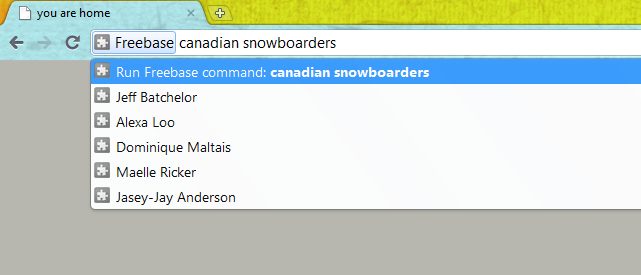 you are home
Freebase canadian snowboarders
Run Freebase command: canadian snowboarders
Jeff Batchelor
Alexa Loo
Dominique Maltais
Maelle Ricker
Jasey-Jay Anderson